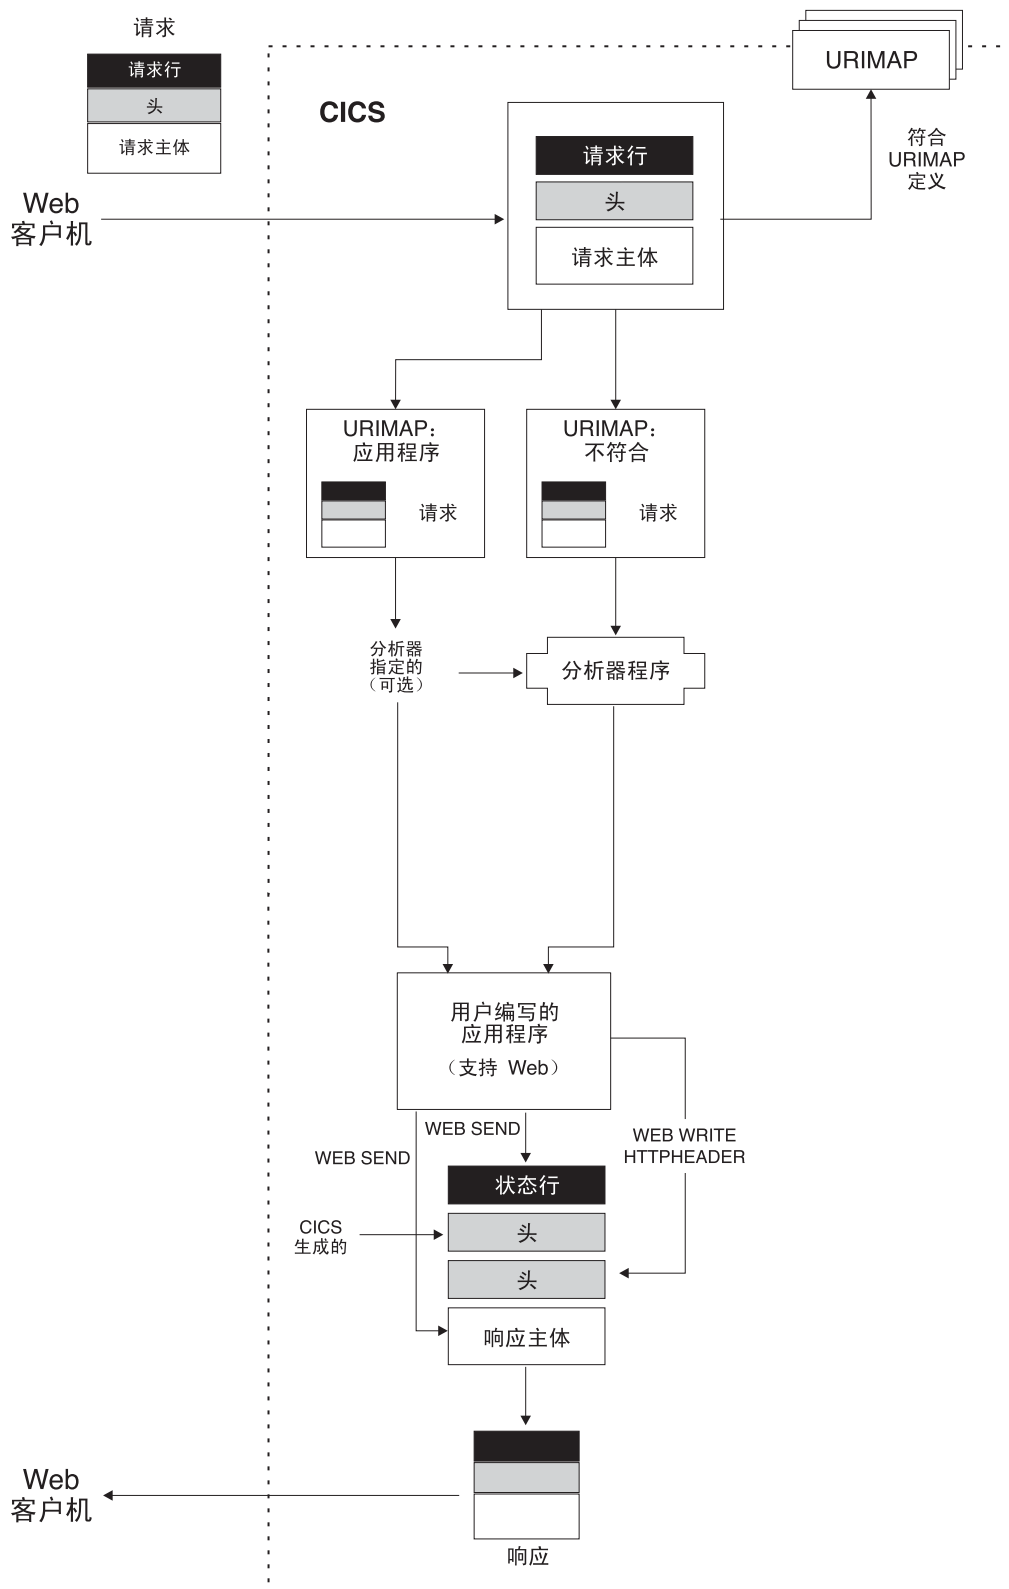 请求
请求行
头
请求主体
URIMAP
CICS
符合
URIMAP
定义
请求行
头
请求主体
Web
客户机
URIMAP：
应用程序
请求
URIMAP：
不符合
请求
分析器
指定的
（可选）
分析器程序
用户编写的
应用程序
（支持 Web）
WEB SEND
WEB SEND
WEB WRITE
HTTPHEADER
状态行
CICS
生成的
头
头
响应主体
Web
客户机
响应